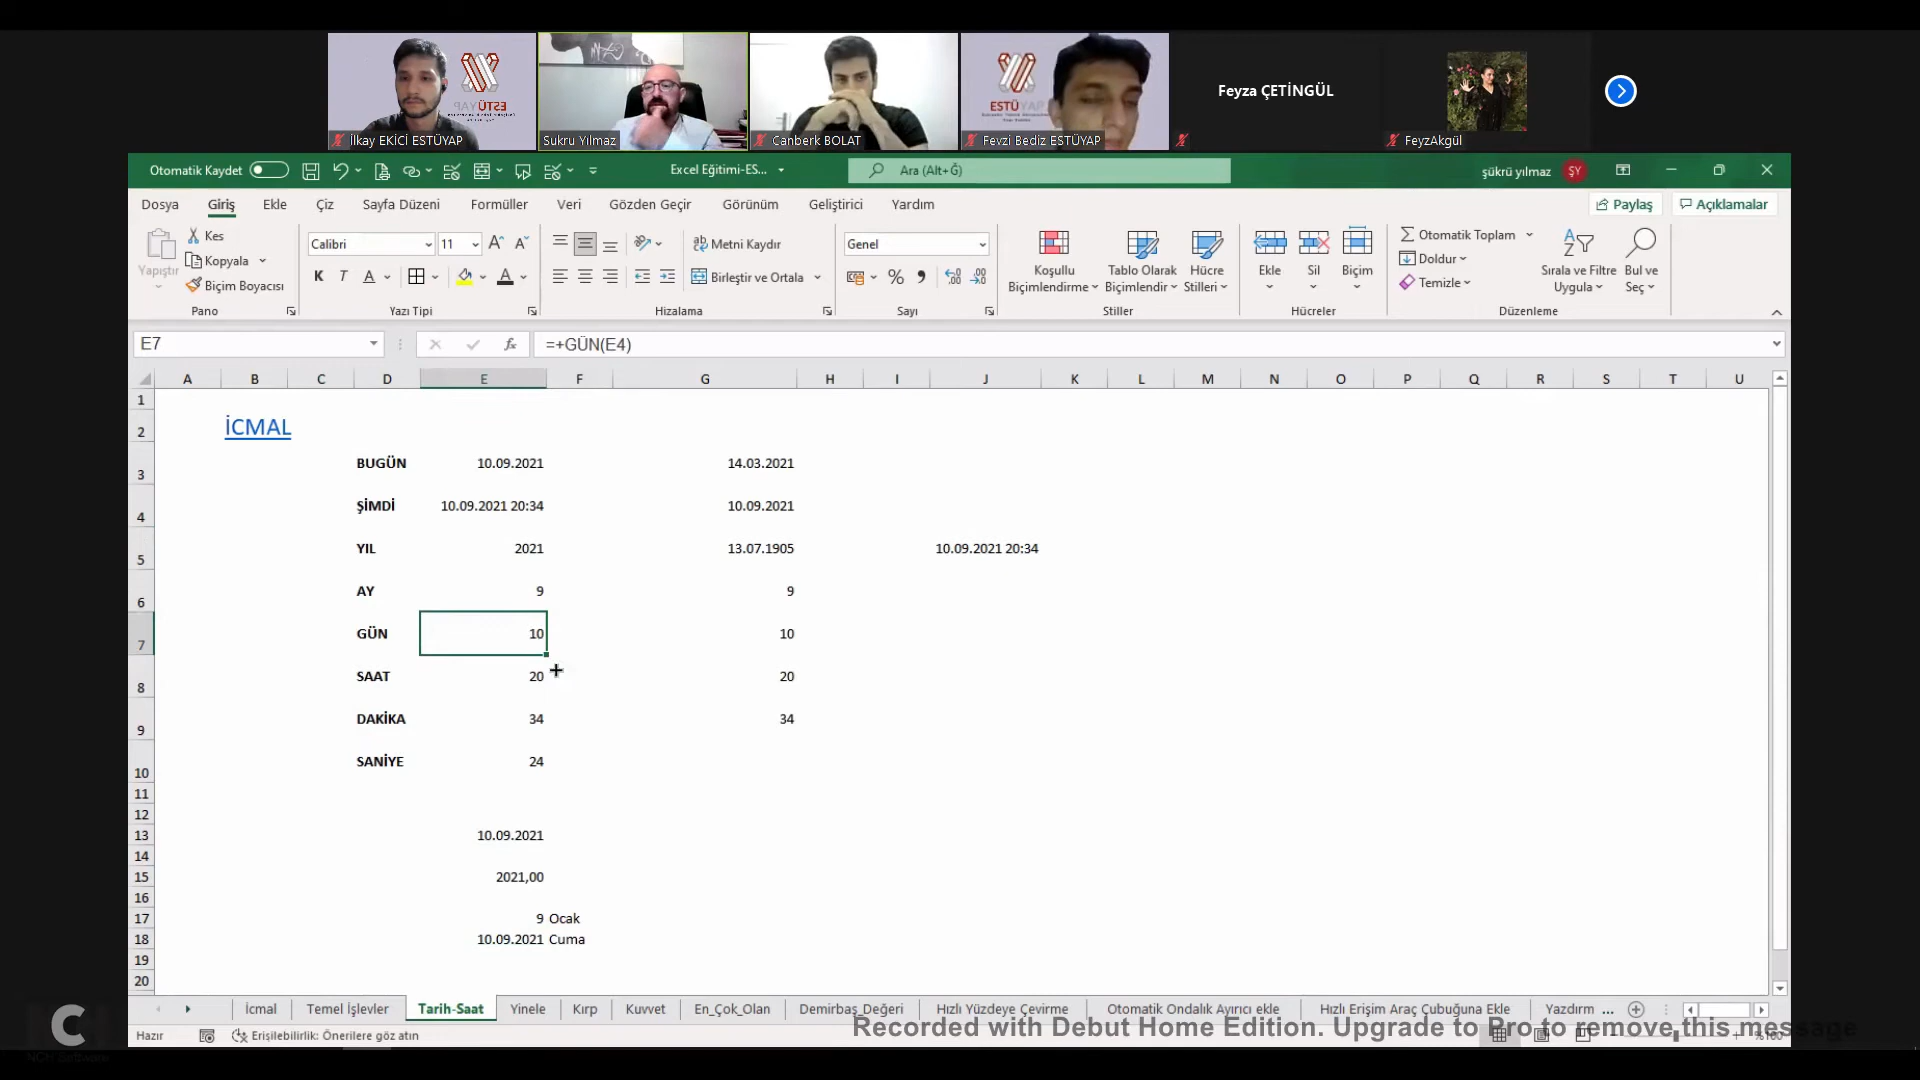 İlkay EKİCİ ESTÜYAP
Sukru Yılmaz
Canberk BOLAT
ESTÜYAP
Fevzi Bediz ESTÜYAP
Feyza ÇETİNGÜL
FeyzAkgül
Otomatik Kaydet
Excel Eğitimi-ES...
Ara (Alt+Ğ)
şükrü yılmaz
ŞY
Dosya Giriş Ekle Çiz Sayfa Düzeni Formüller Veri Gözden Geçir Görünüm Geliştirici Yardım
Paylaş
Açıklamalar
Yapıştır
Kes
Kopyala
Biçim Boyacısı
Pano
Calibri 11
K T A
Yazı Tipi
Metni Kaydır
Birleştir ve Ortala
Hizalama
Genel
Sayı
Koşullu Biçimlendirme
Tablo Olarak Biçimlendir
Hücre Stilleri
Stiller
Ekle Sil Biçim
Hücreler
Otomatik Toplam
Doldur
Temizle
Sırala ve Filtre Uygula
Bul ve Seç
Düzenleme
E7
fx
=+GÜN(E4)
A B C D E F G H I J K L M N O P Q R S T U
1
2 İCMAL
3 BUGÜN 10.09.2021 14.03.2021
4 ŞİMDİ 10.09.2021 20:34 10.09.2021
5 YIL 2021 13.07.1905 10.09.2021 20:34
6 AY 9 9
7 GÜN 10 10
8 SAAT 20 20
9 DAKİKA 34 34
10 SANİYE 24
11
12
13 10.09.2021
14
15 2021,00
16
17 9 Ocak
18 10.09.2021 Cuma
19
20
İcmal Temel İşlevler Tarih-Saat Yinele Kırp Kuvvet En_Çok_Olan Demirbaş_Değeri Hızlı Yüzdeye Çevirme Otomatik Ondalık Ayırıcı ekle Hızlı Erişim Araç Çubuğuna Ekle Yazdırm ...
Recorded with Debut Home Edition. Upgrade to Pro to remove this message
Hazır
Erişilebilirlik: Önerilere göz atın
NCH Software